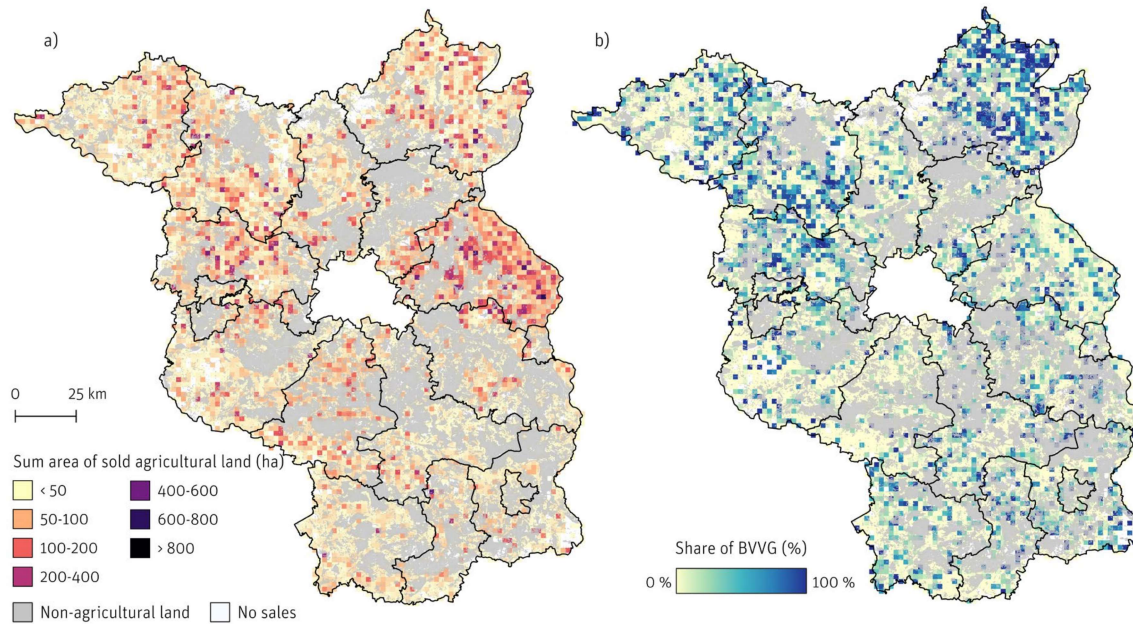 a)
b)
0 25 km
Sum area of sold agricultural land (ha)
< 50 400-600
50-100 600-800
100-200 > 800
200-400
Non-agricultural land No sales
Share of BVVG (%)
0 % 100 %